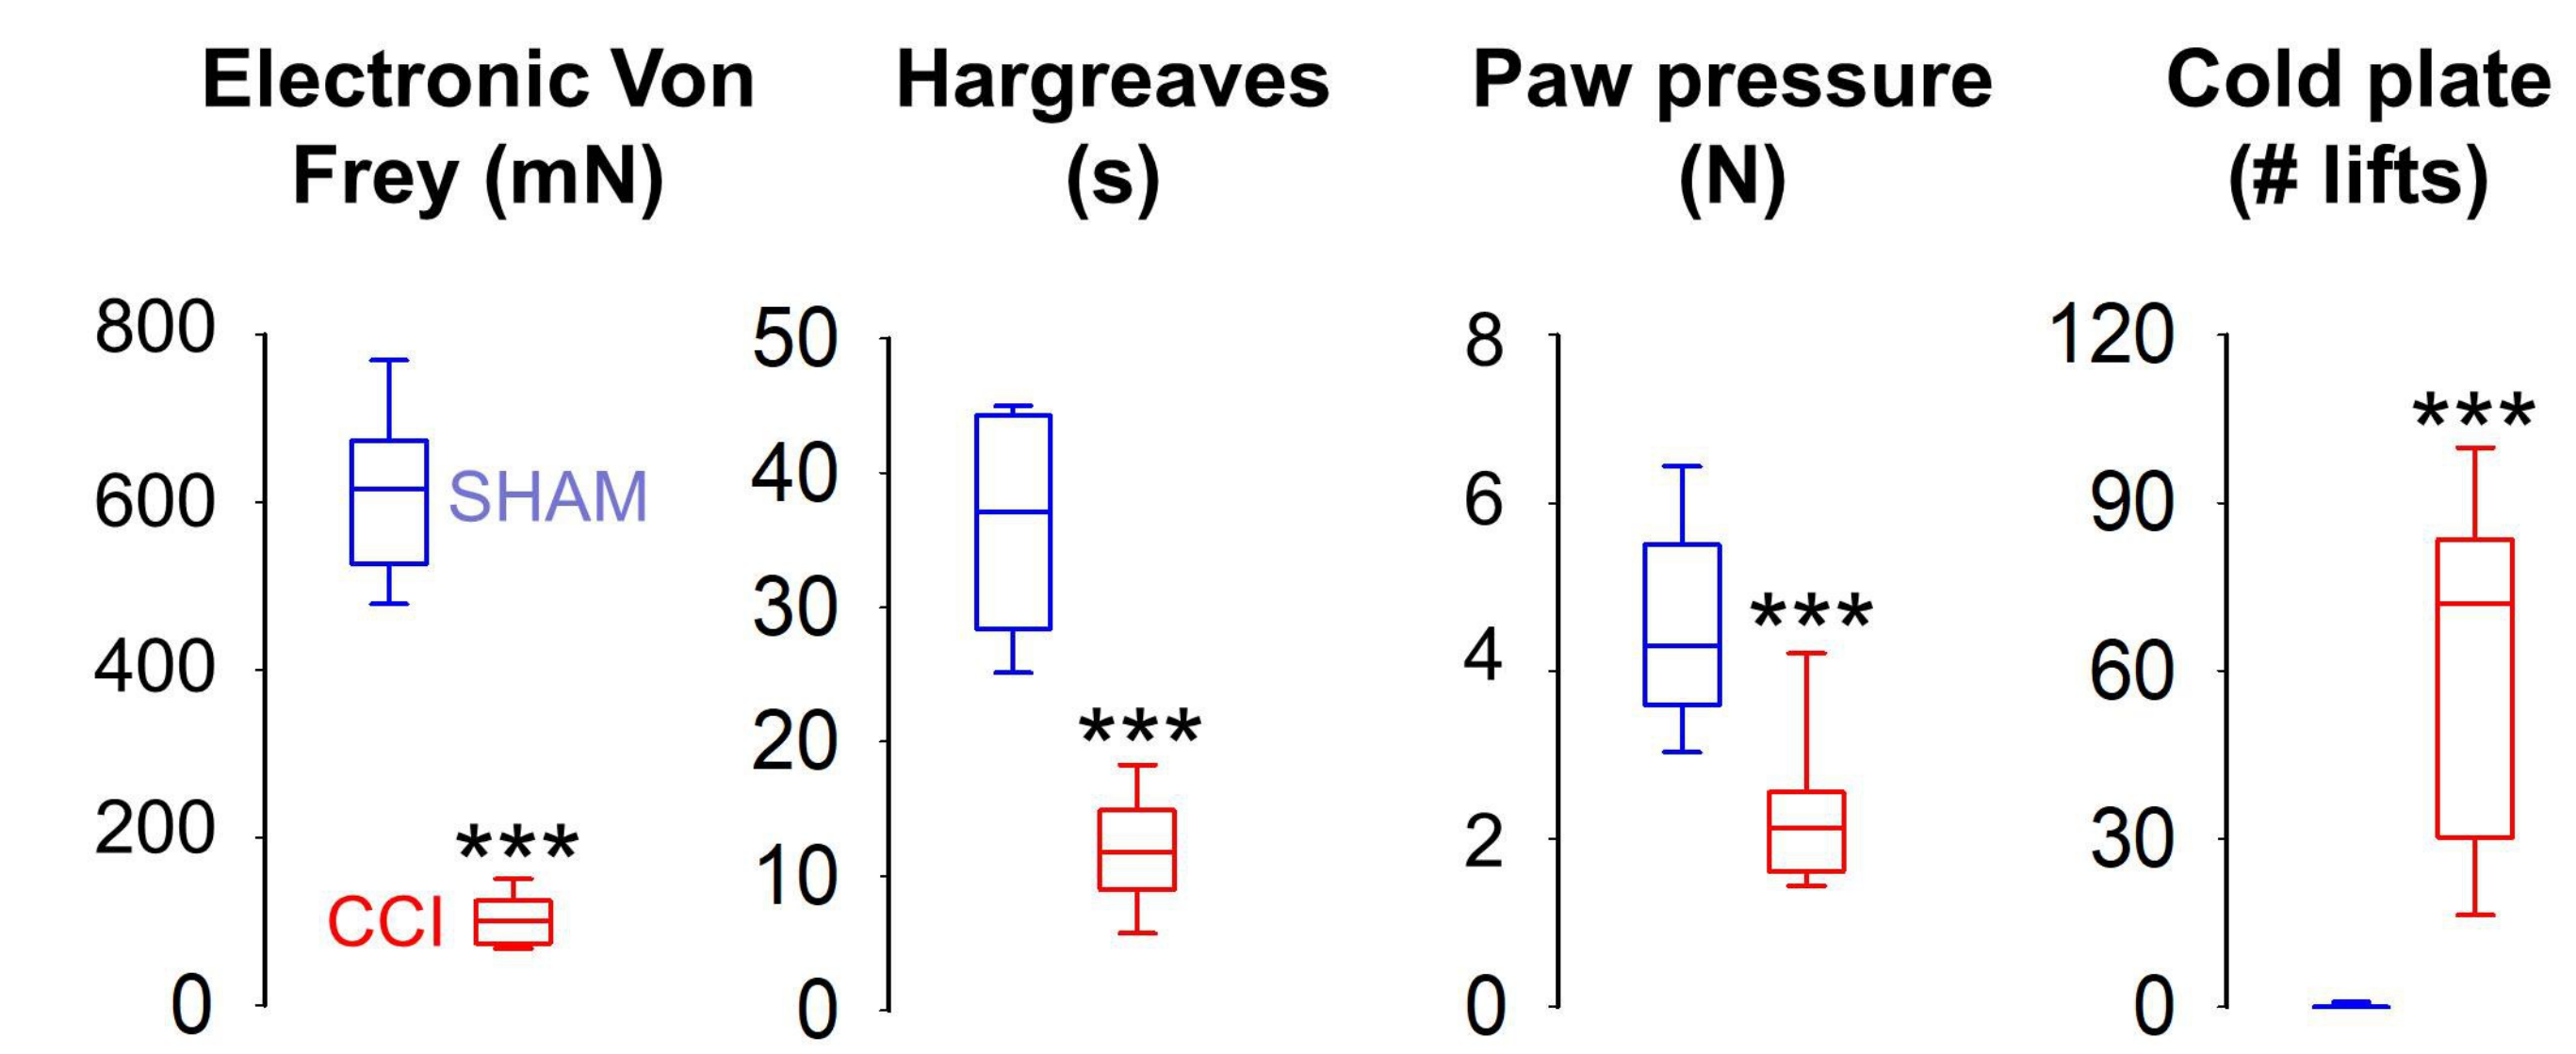 Electronic Von
Frey (mN)
800
600
400
200
0
SHAM
***
CCI
Hargreaves
(s)
50
40
30
20
10
0
***
Paw pressure
(N)
8
6
4
2
0
***
Cold plate
(# lifts)
120
90
60
30
0
***